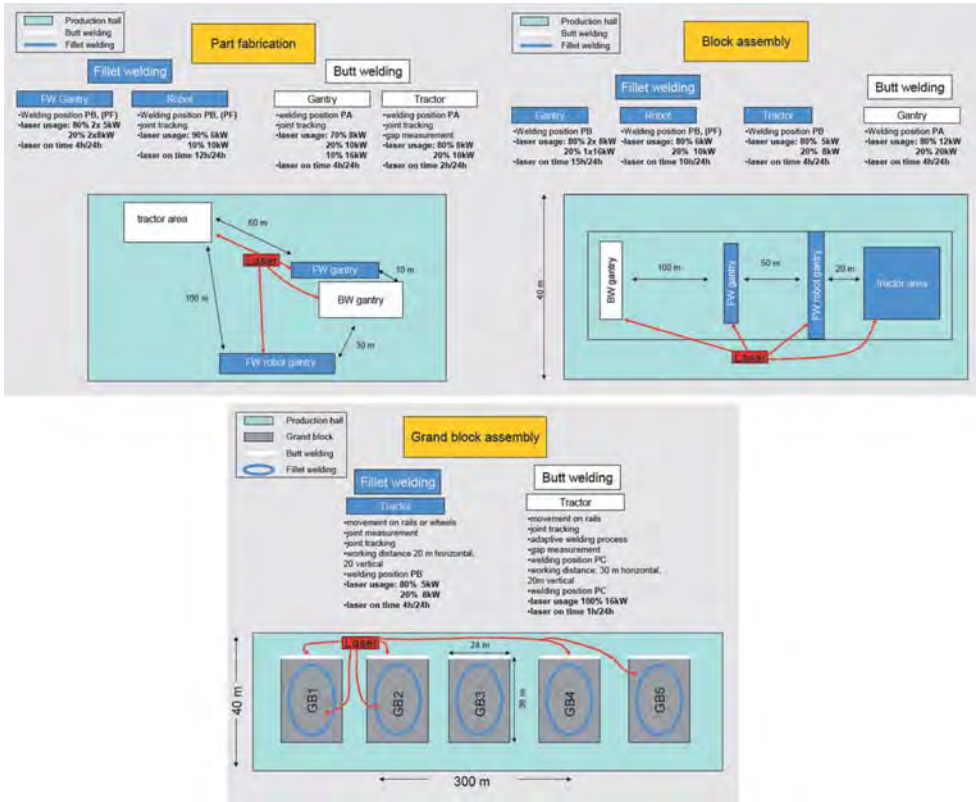 Production hall
Butt welding
Fillet welding
Part fabrication
Fillet welding
Butt welding
FW Gantry
•Welding position PB, (PF)
•laser usage: 80% 2x 5kW
20% 2x8kW
•laser on time 4h/24h
Robot
•Welding position PB, (PF)
•joint tracking
•laser usage: 90% 6kW
10% 10kW
•laser on time 12h/24h
Gantry
•welding position PA
•joint tracking
•laser usage: 70% 8kW
20% 10kW
10% 16kW
•laser on time 4h/24h
Tractor
•welding position PA
•joint tracking
•gap measurement
•laser usage: 80% 8kW
20% 10kW
•laser on time 2h/24h
tractor area
60 m
Laser
FW gantry
10 m
BW gantry
100 m
30 m
FW robot gantry
Production hall
Butt welding
Fillet welding
Block assembly
Fillet welding
Butt welding
Gantry
•Welding position PB
•laser usage: 80% 2x 8kW
20% 1x16kW
•laser on time 15h/24h
Robot
•Welding position PB, (PF)
•laser usage: 80% 6kW
20% 10kW
•laser on time 10h/24h
Tractor
•Welding position PB
•laser usage: 80% 5kW
20% 8kW
•laser on time 4h/24h
Gantry
•Welding position PA
•laser usage: 80% 12kW
20% 20kW
•laser on time 4h/24h
40 m
BW gantry
100 m
FW gantry
50 m
FW robot gantry
20 m
Tractor area
Laser
Production hall
Grand block
Butt welding
Fillet welding
Grand block assembly
Fillet welding
Tractor
•movement on rails or wheels
•joint measurement
•joint tracking
•working distance 20 m horizontal,
20 vertical
•welding position PB
•laser usage: 80% 5kW
20% 8kW
•laser on time 4h/24h
Butt welding
Tractor
•movement on rails
•joint tracking
•adaptive welding process
•gap measurement
•welding position PC
•working distance: 30 m horizontal,
20m vertical
•welding position PC
•laser usage 100% 16kW
•laser on time 1h/24h
Laser
24 m
40 m
GB1
GB2
GB3
36 m
GB4
GB5
300 m